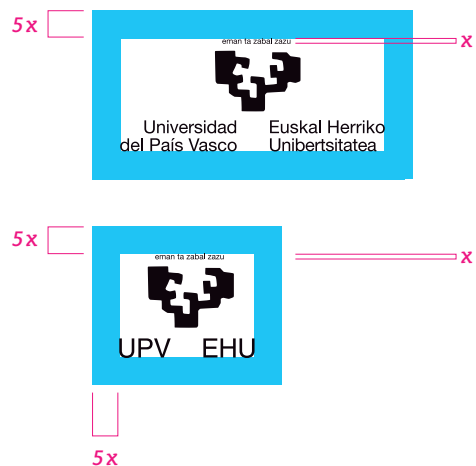 5x
eman ta zabal zazu
x
Universidad
del País Vasco
Euskal Herriko
Unibertsitatea
5x
eman ta zabal zazu
x
UPV EHU
5x